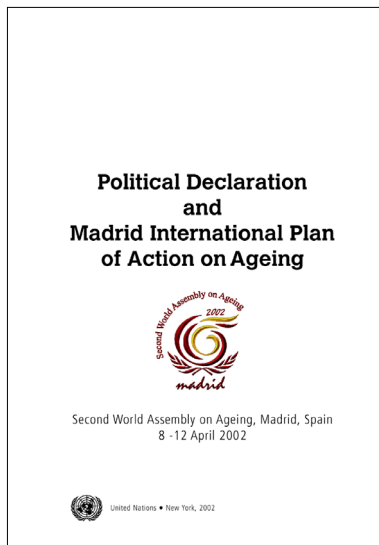 Political Declaration
and
Madrid International Plan
of Action on Ageing
Second World Assembly on Ageing
2002
madrid
Second World Assembly on Ageing, Madrid, Spain
8 -12 April 2002
United Nations • New York, 2002